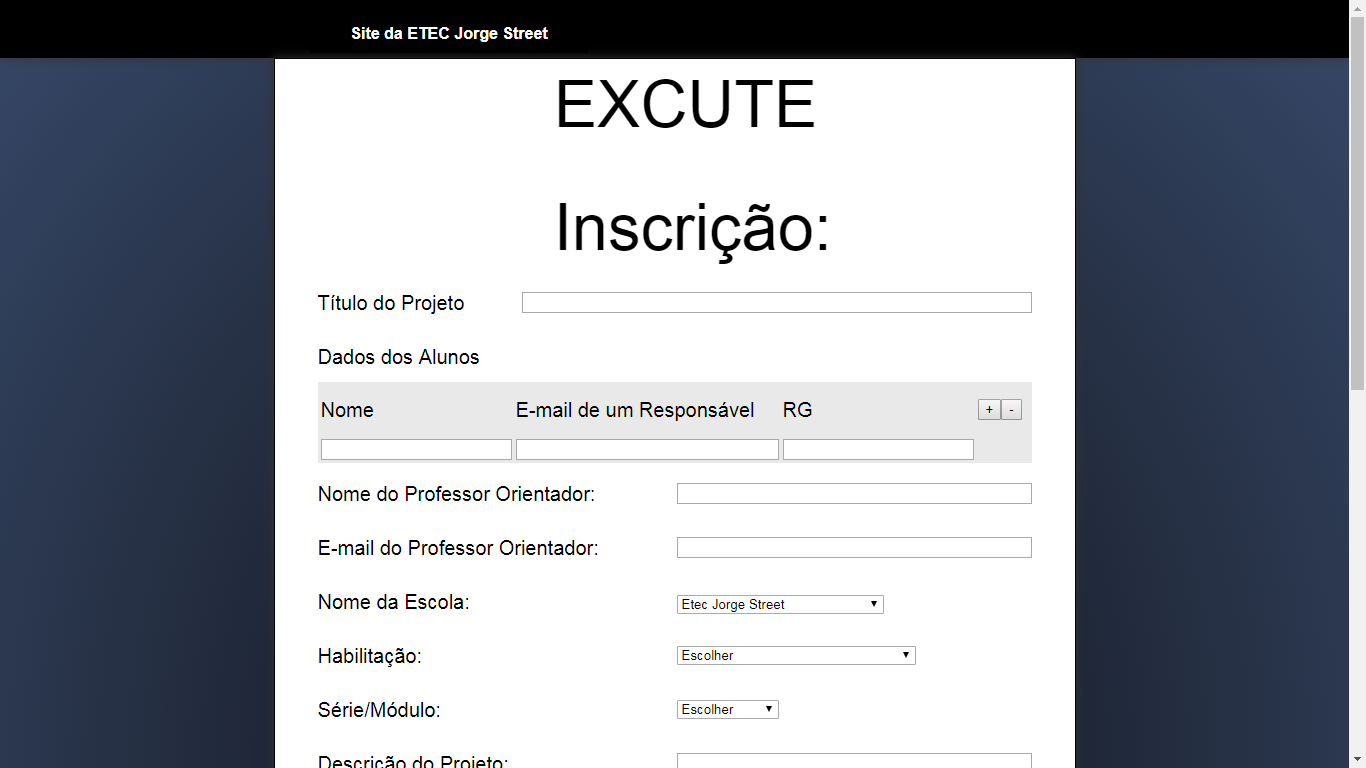 Site da ETEC Jorge Street
EXCUTE
Inscrição:
Título do Projeto
Dados dos Alunos
Nome E-mail de um Responsável RG + -
Nome do Professor Orientador:
E-mail do Professor Orientador:
Nome da Escola: Etec Jorge Street
Habilitação: Escolher
Série/Módulo: Escolher
Descrição do Projeto: